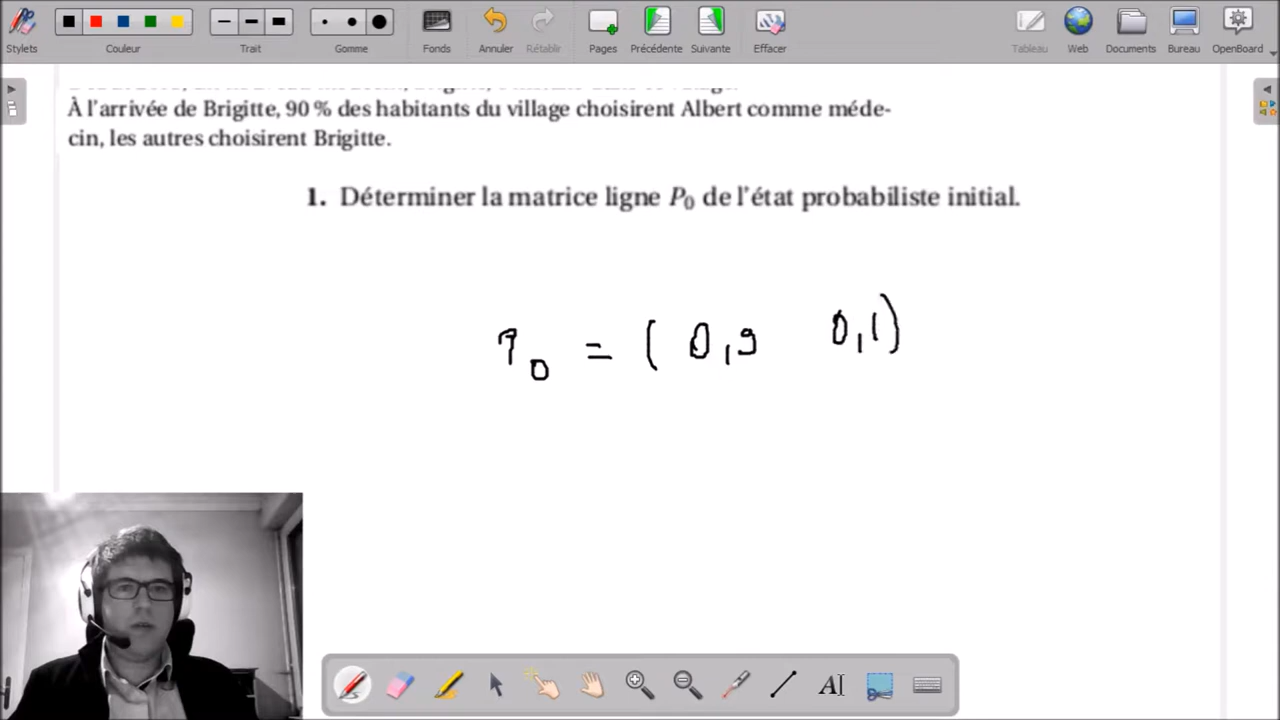 Stylets Couleur Trait Gomme Fonds Annuler Rétablir Pages Précédente Suivante Effacer Tableau Web Documents Bureau OpenBoard
À l'arrivée de Brigitte, 90 % des habitants du village choisirent Albert comme méde-
cin, les autres choisirent Brigitte.
1. Déterminer la matrice ligne P₀ de l'état probabiliste initial.
P₀ = ( 0,9 0,1)
AI